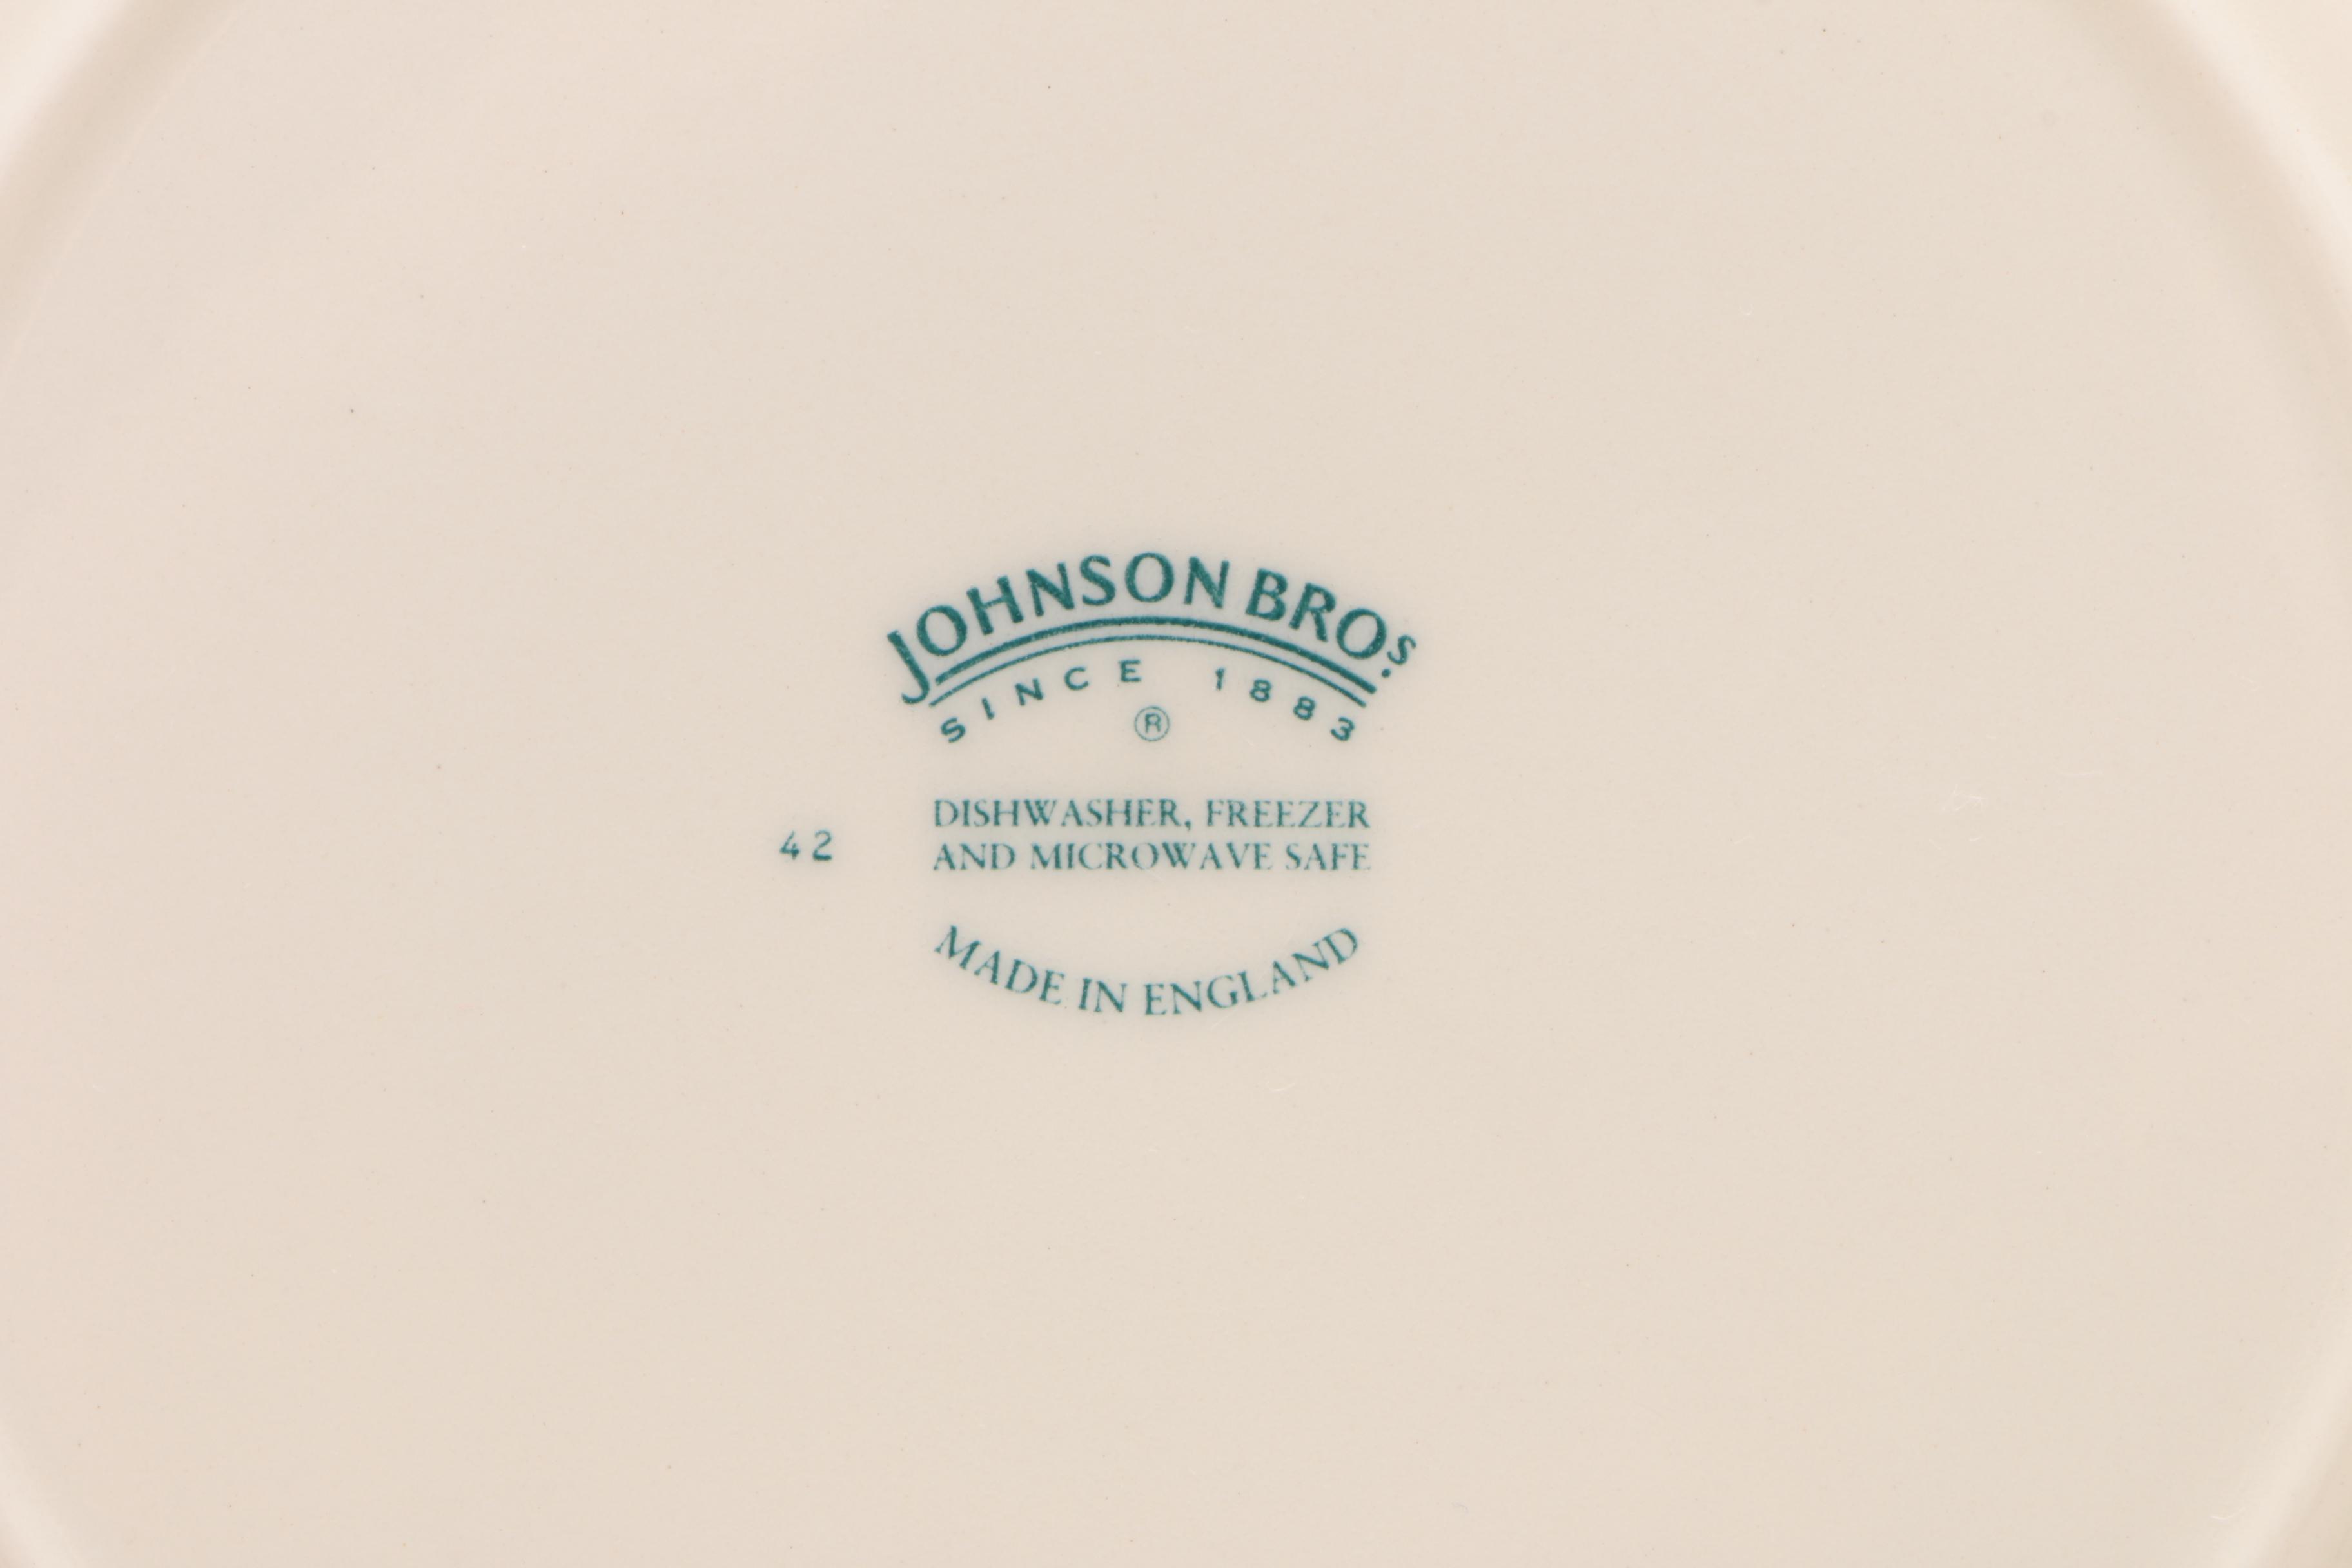 JOHNSON BROS.
SINCE 1883
®
DISHWASHER, FREEZER
42
AND MICROWAVE SAFE
MADE IN ENGLAND